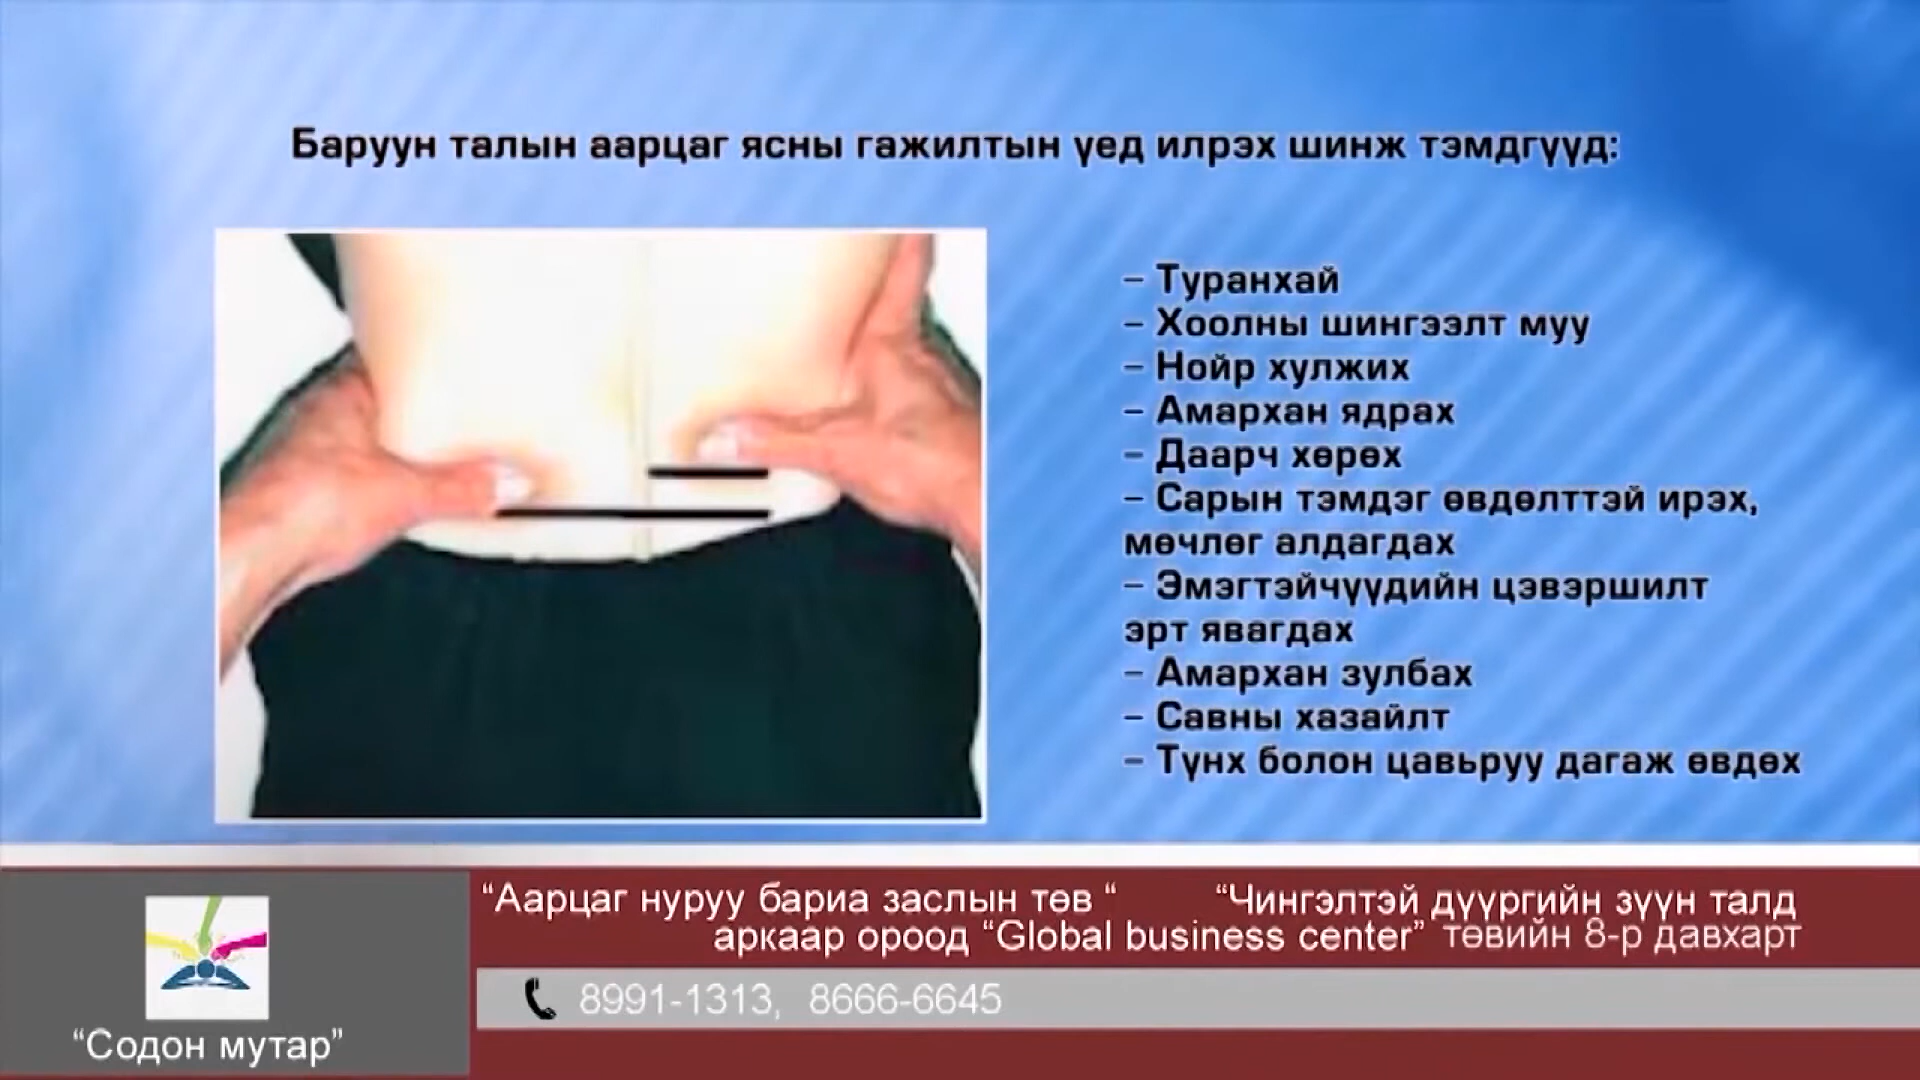 Баруун талын аарцаг ясны гажилтын үед илрэх шинж тэмдгүүд:
– Туранхай
– Хоолны шингээлт муу
– Нойр хулжих
– Амархан ядрах
– Даарч хөрөх
– Сарын тэмдэг өвдөлттэй ирэх,
мөчлөг алдагдах
– Эмэгтэйчүүдийн цэвэршилт
эрт явагдах
– Амархан зулбах
– Савны хазайлт
– Түнх болон цавьруу дагаж өвдөх
“Аарцаг нуруу бариа заслын төв “ “Чингэлтэй дүүргийн зүүн талд
аркаар ороод “Global business center” төвийн 8-р давхарт
8991-1313, 8666-6645
“Содон мутар”